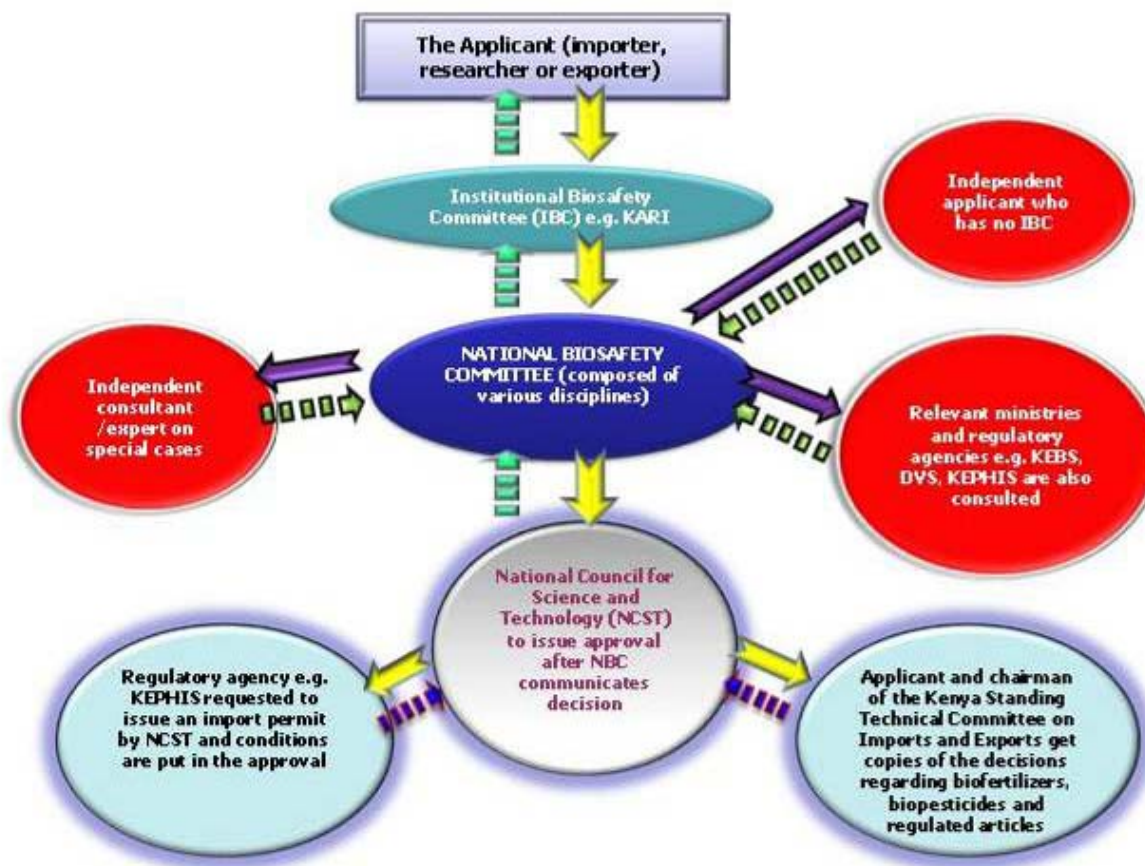 The Applicant (importer,
researcher or exporter)
Institutional Biosafety
Committee (IBC) e.g. KARI
Independent
applicant who
has no IBC
NATIONAL BIOSAFETY
COMMITTEE (composed of
various disciplines)
Independent
consultant
/expert on
special cases
Relevant ministries
and regulatory
agencies e.g. KEBS,
DVS, KEPHIS are also
consulted
National Council for
Science and
Technology (NCST)
to issue approval
after NBC
communicates
decision
Regulatory agency e.g.
KEPHIS requested to
issue an import permit
by NCST and conditions
are put in the approval
Applicant and chairman
of the Kenya Standing
Technical Committee on
Imports and Exports get
copies of the decisions
regarding biofertilizers,
biopesticides and
regulated articles